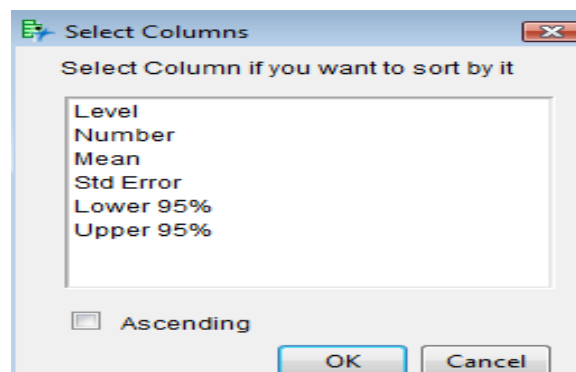 Select Columns
Select Column if you want to sort by it
Level
Number
Mean
Std Error
Lower 95%
Upper 95%
Ascending
OK Cancel